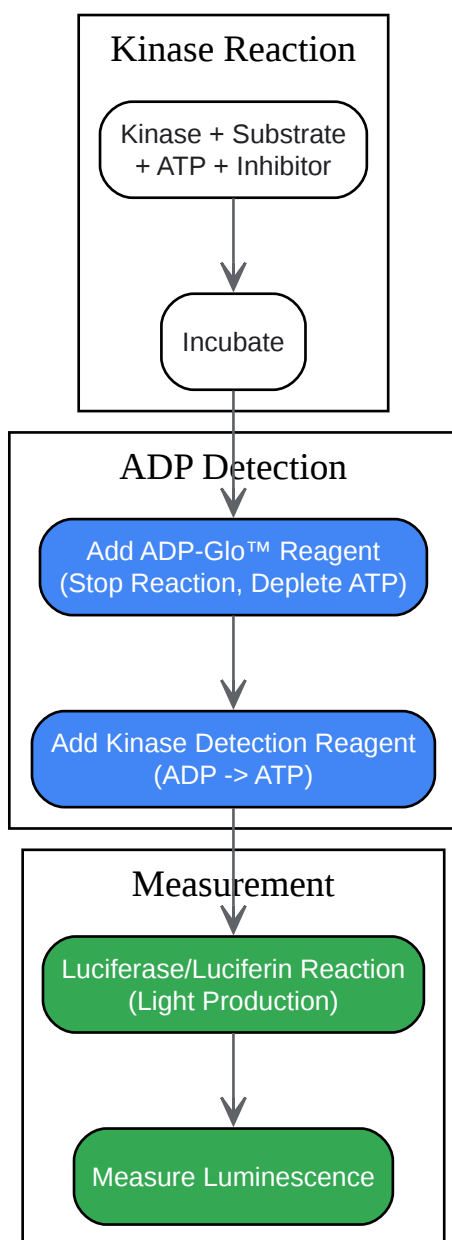 Kinase Reaction
Kinase + Substrate
+ ATP + Inhibitor
Incubate
ADP Detection
Add ADP-Glo™ Reagent
(Stop Reaction, Deplete ATP)
Add Kinase Detection Reagent
(ADP -> ATP)
Measurement
Luciferase/Luciferin Reaction
(Light Production)
Measure Luminescence